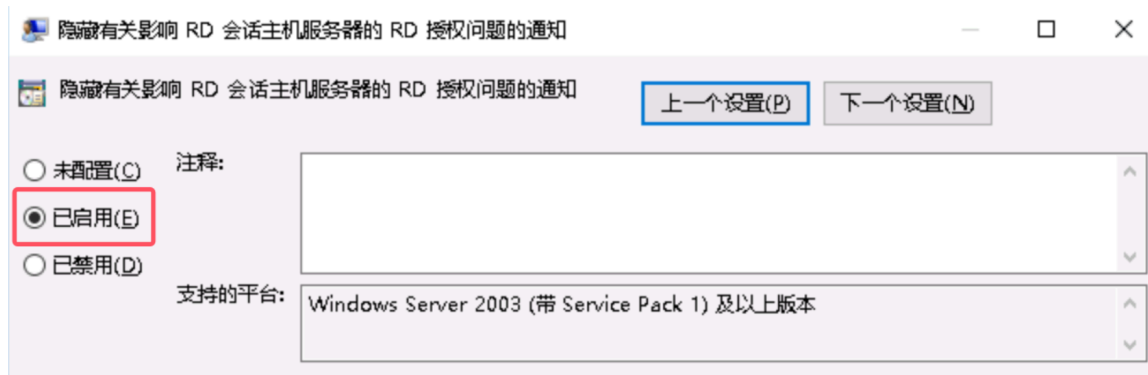 隐藏有关影响 RD 会话主机服务器的 RD 授权问题的通知
隐藏有关影响 RD 会话主机服务器的 RD 授权问题的通知
上一个设置(P)
下一个设置(N)
未配置(C)
注释:
已启用(E)
已禁用(D)
支持的平台:
Windows Server 2003 (带 Service Pack 1) 及以上版本